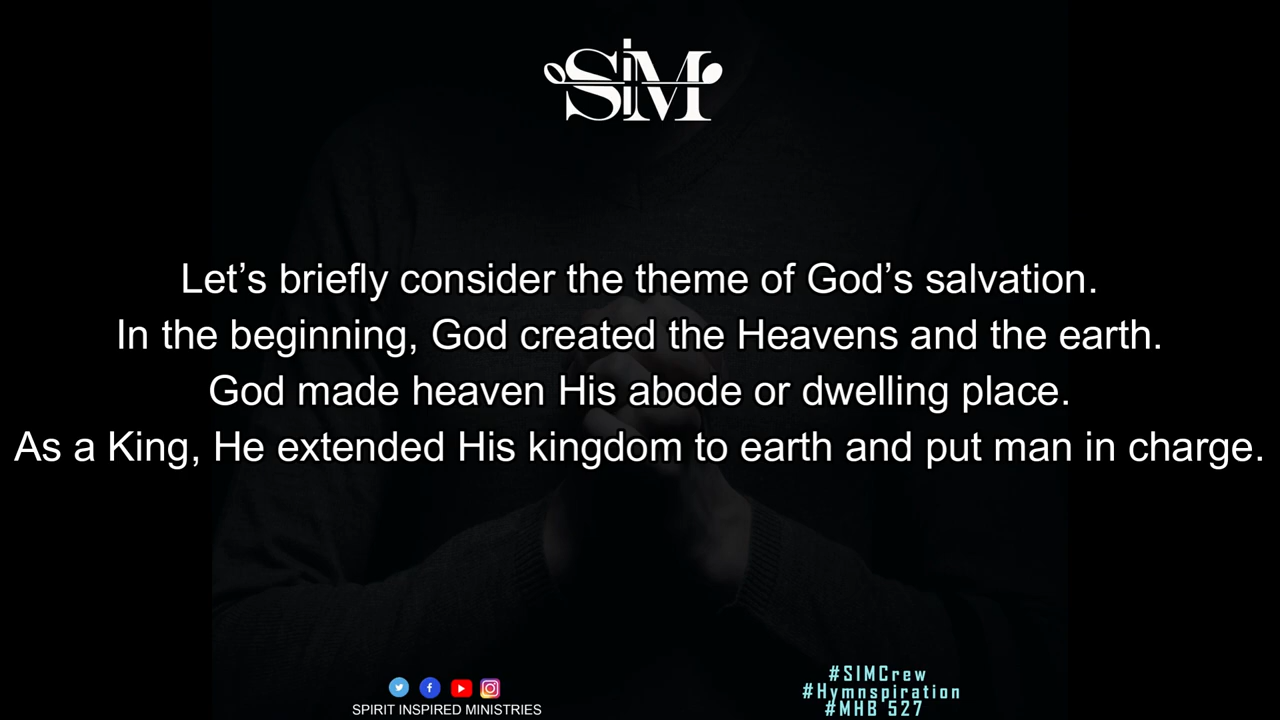 SiM
Let’s briefly consider the theme of God’s salvation.
In the beginning, God created the Heavens and the earth.
God made heaven His abode or dwelling place.
As a King, He extended His kingdom to earth and put man in charge.
SPIRIT INSPIRED MINISTRIES
#SIMCrew
#Hymnspiration
#MHB 527